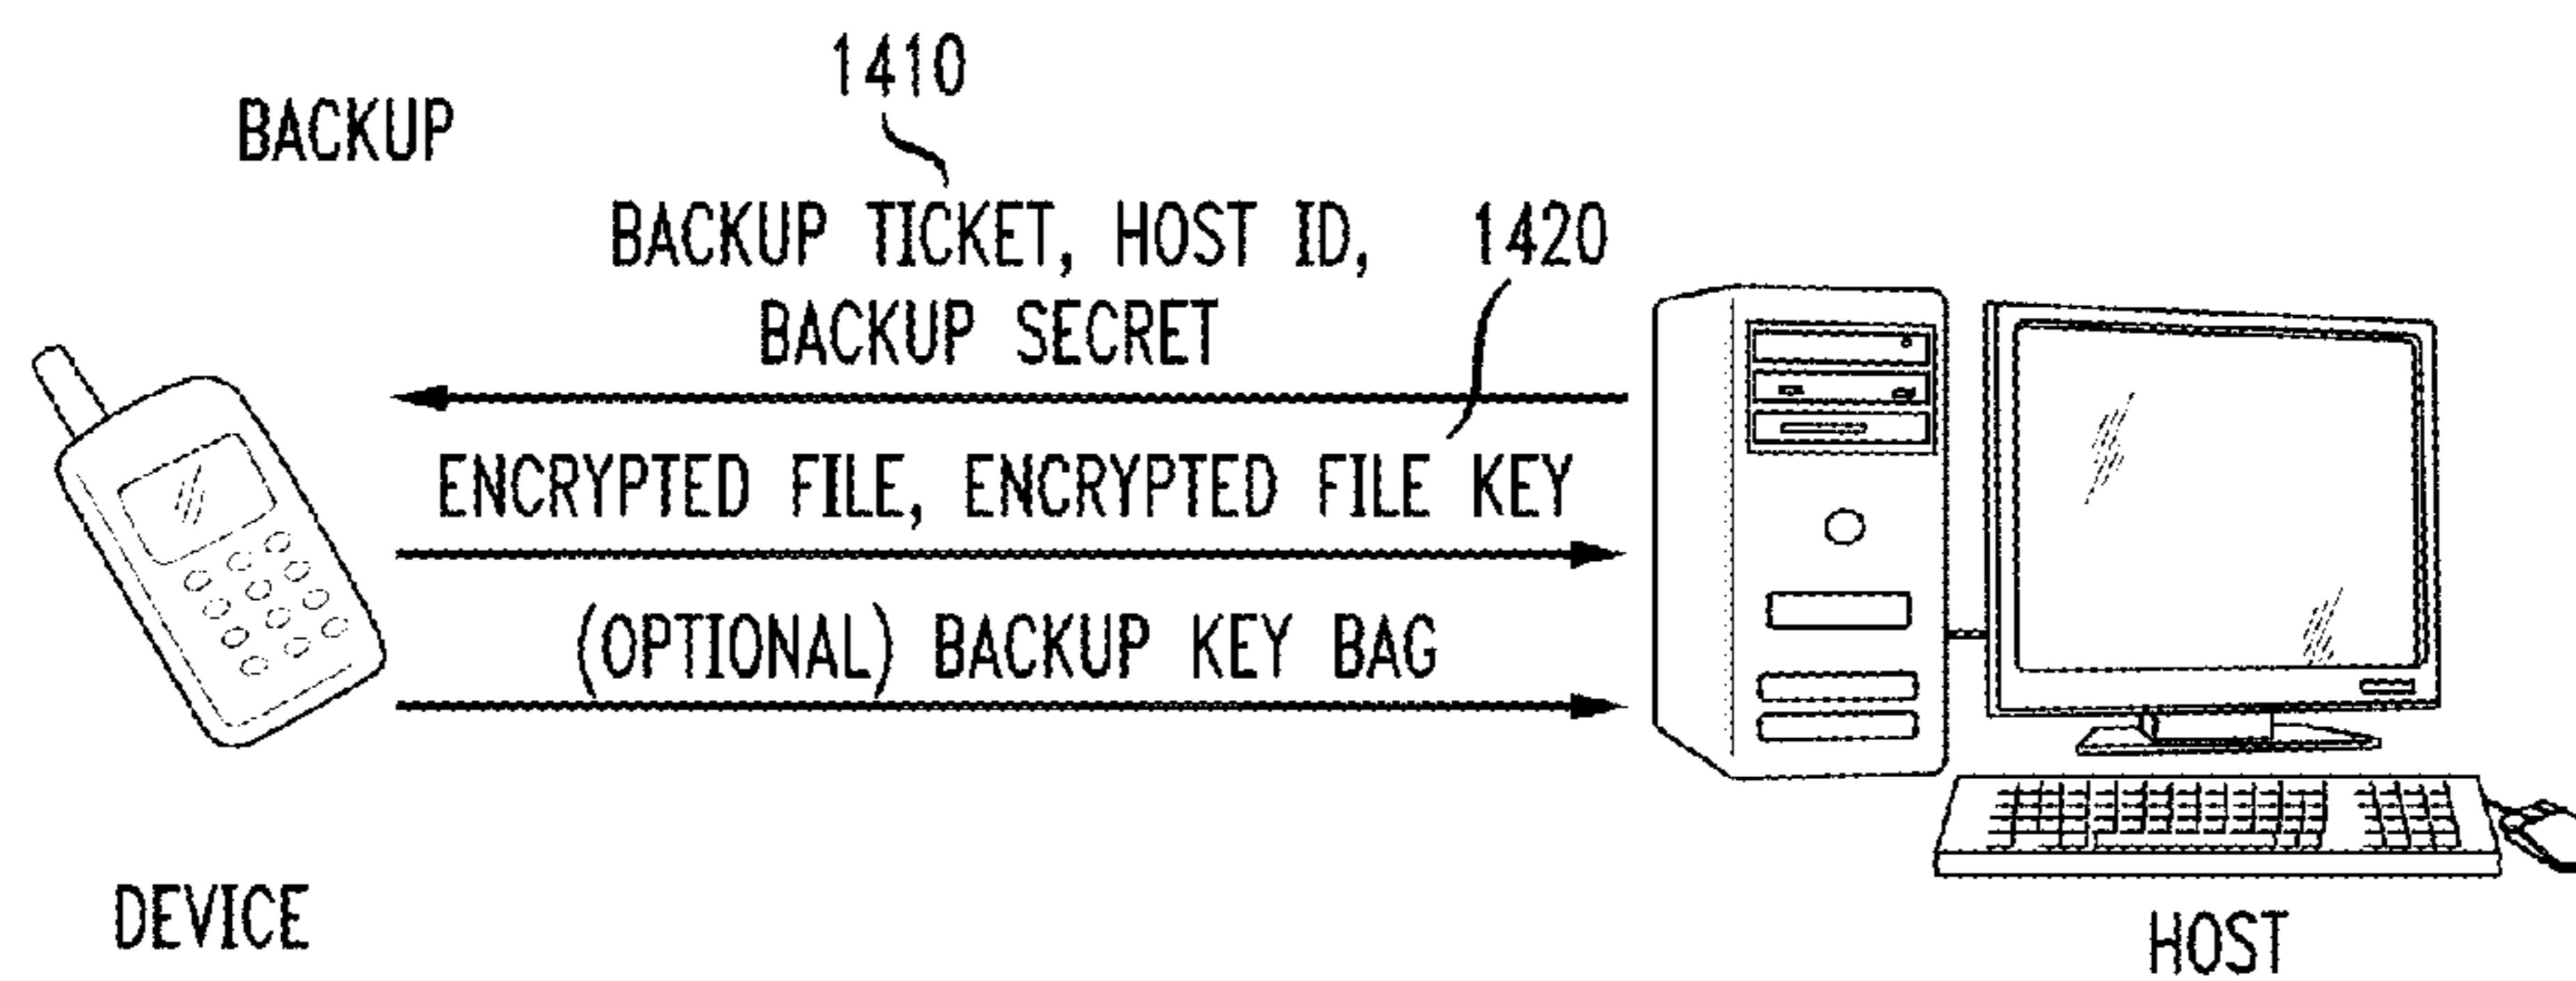 1410
BACKUP
BACKUP TICKET, HOST ID,
1420
BACKUP SECRET
ENCRYPTED FILE, ENCRYPTED FILE KEY
(OPTIONAL) BACKUP KEY BAG
DEVICE
HOST